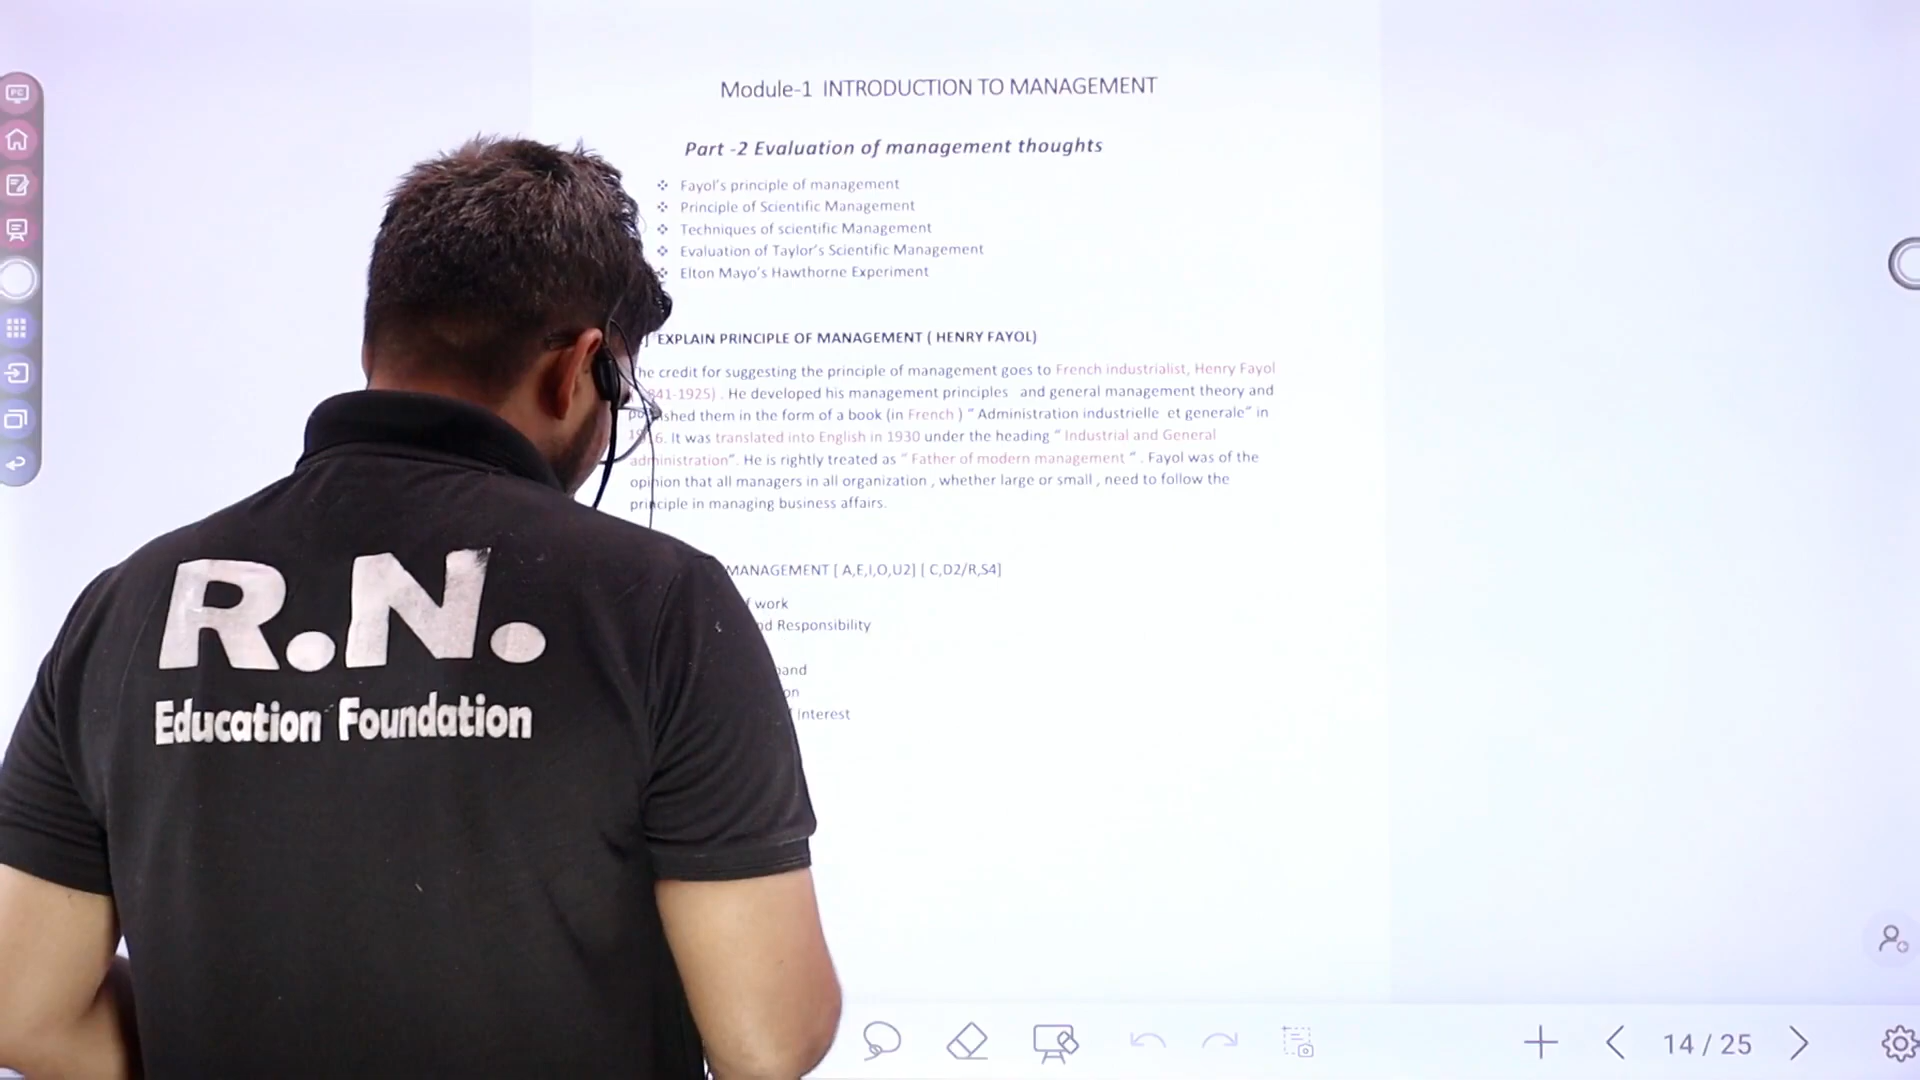 Module-1 INTRODUCTION TO MANAGEMENT
Part -2 Evaluation of management thoughts
❖ Fayol's principle of management
❖ Principle of Scientific Management
❖ Techniques of scientific Management
❖ Evaluation of Taylor's Scientific Management
❖ Elton Mayo's Hawthorne Experiment
EXPLAIN PRINCIPLE OF MANAGEMENT ( HENRY FAYOL)
The credit for suggesting the principle of management goes to French industrialist, Henry Fayol
41-1925) . He developed his management principles and general management theory and
published them in the form of a book (in French ) " Administration industrielle et generale" in
It was translated into English in 1930 under the heading " Industrial and General
administration". He is rightly treated as " Father of modern management " . Fayol was of the
opinion that all managers in all organization , whether large or small , need to follow the
principle in managing business affairs.
MANAGEMENT [ A,E,I,O,U2] [ C,D2/R,S4]
work
Responsibility
Interest
R.N.
Education Foundation
PC
14 / 25